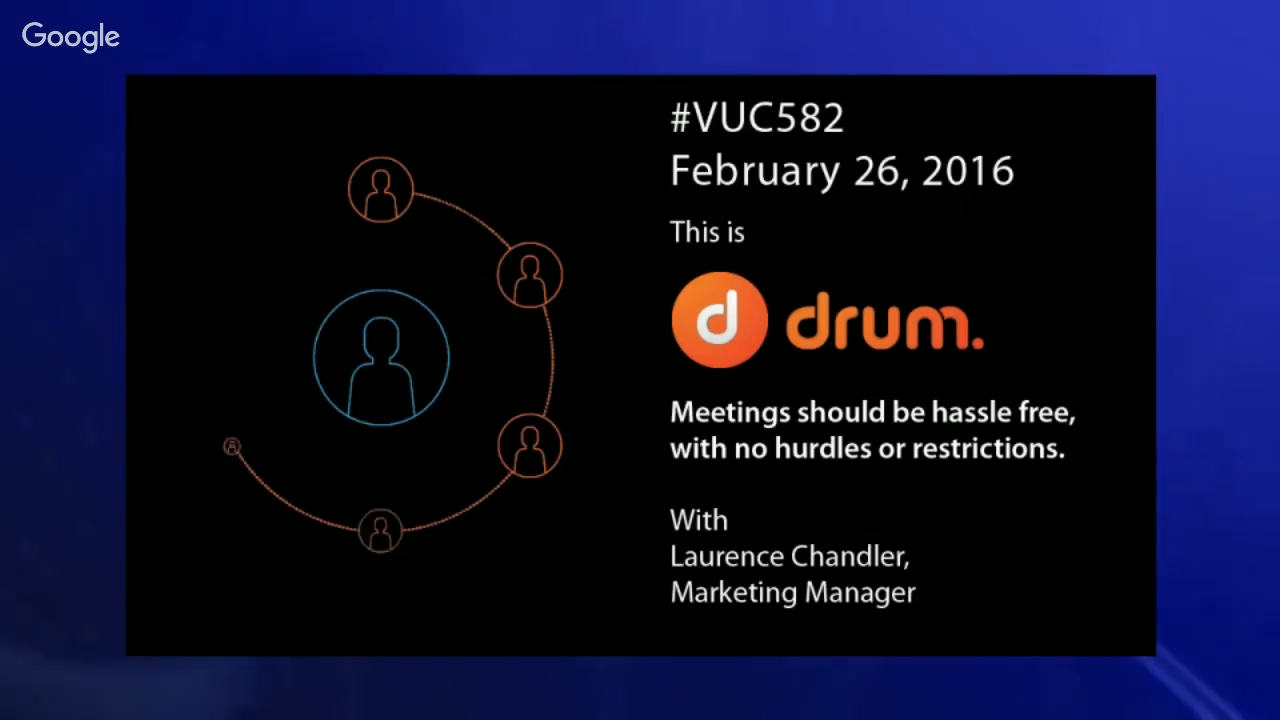 Google
#VUC582
February 26, 2016
This is
d drum.
Meetings should be hassle free,
with no hurdles or restrictions.
With
Laurence Chandler,
Marketing Manager